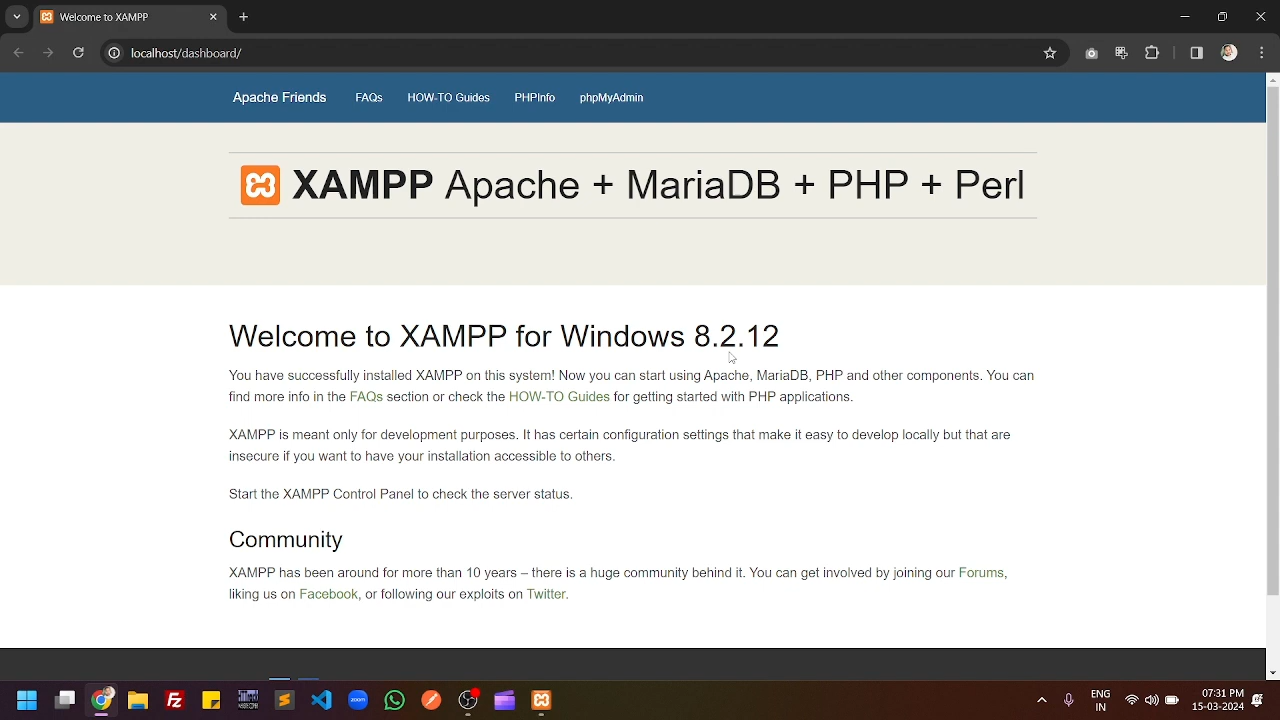 Welcome to XAMPP
localhost/dashboard/
Apache Friends FAQs HOW-TO Guides PHPInfo phpMyAdmin
XAMPP Apache + MariaDB + PHP + Perl
Welcome to XAMPP for Windows 8.2.12
You have successfully installed XAMPP on this system! Now you can start using Apache, MariaDB, PHP and other components. You can
find more info in the FAQs section or check the HOW-TO Guides for getting started with PHP applications.
XAMPP is meant only for development purposes. It has certain configuration settings that make it easy to develop locally but that are
insecure if you want to have your installation accessible to others.
Start the XAMPP Control Panel to check the server status.
Community
XAMPP has been around for more than 10 years – there is a huge community behind it. You can get involved by joining our Forums,
liking us on Facebook, or following our exploits on Twitter.
Fz
zoom
ENG
IN
07:31 PM
15-03-2024